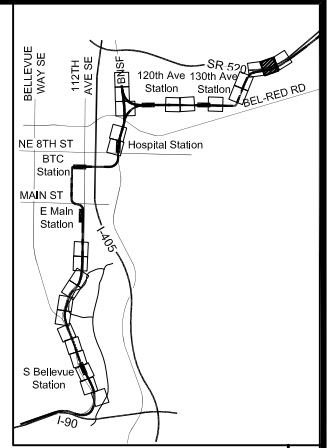 BELLEVUE
WAY SE
112TH
AVE SE
BNSF
SR 520
120th Ave
Station
130th Ave
Station
BEL-RED RD
NE 8TH ST
Hospital Station
BTC
Station
MAIN ST
E Main
Station
I-405
S Bellevue
Station
I-90